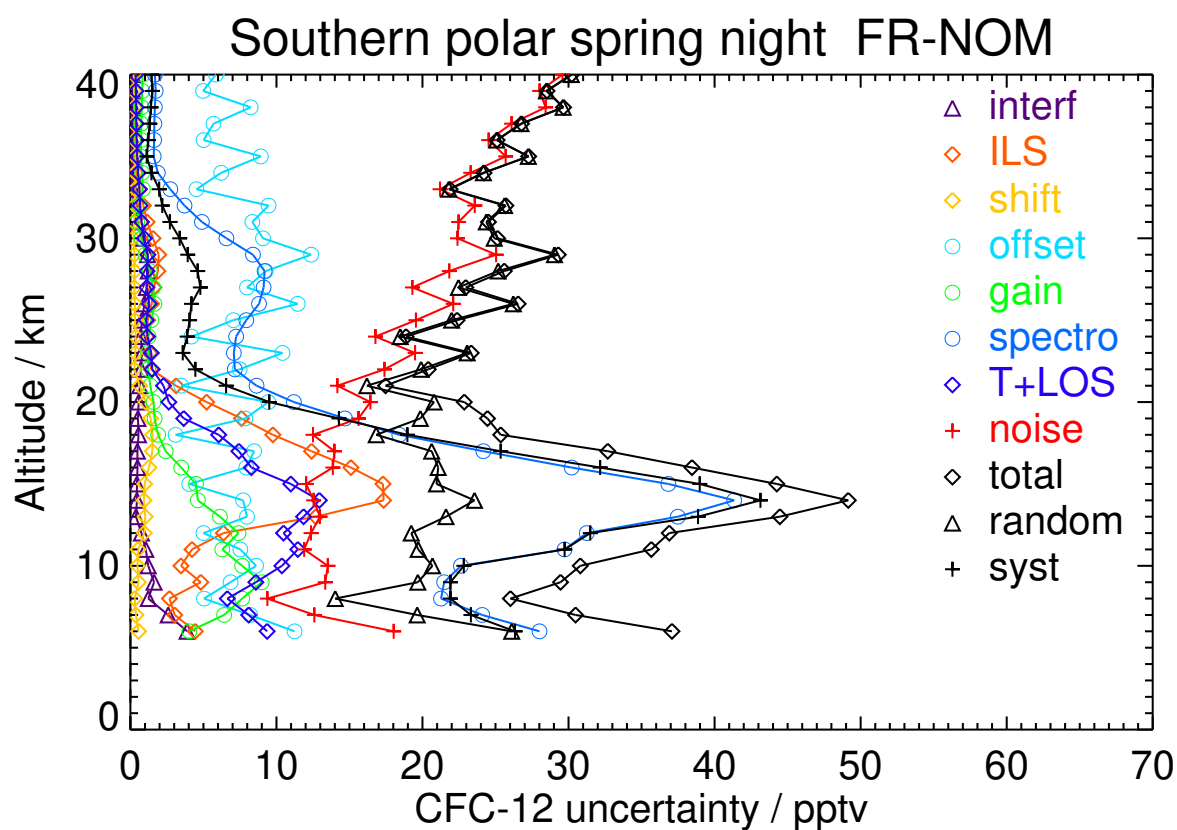 Southern polar spring night FR-NOM
40
30
20
10
0
Altitude / km
interf
ILS
shift
offset
gain
spectro
T+LOS
noise
total
random
syst
0 10 20 30 40 50 60 70
CFC-12 uncertainty / pptv